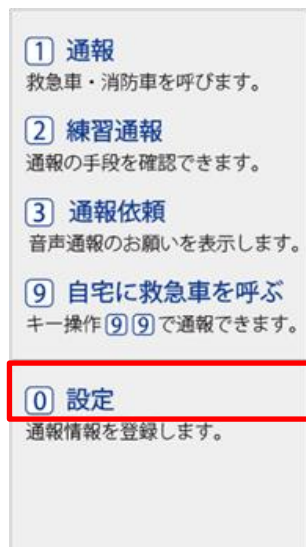 1 通報
救急車・消防車を呼びます。
2 練習通報
通報の手段を確認できます。
3 通報依頼
音声通報のお願いを表示します。
9 自宅に救急車を呼ぶ
キー操作99で通報できます。
0 設定
通報情報を登録します。